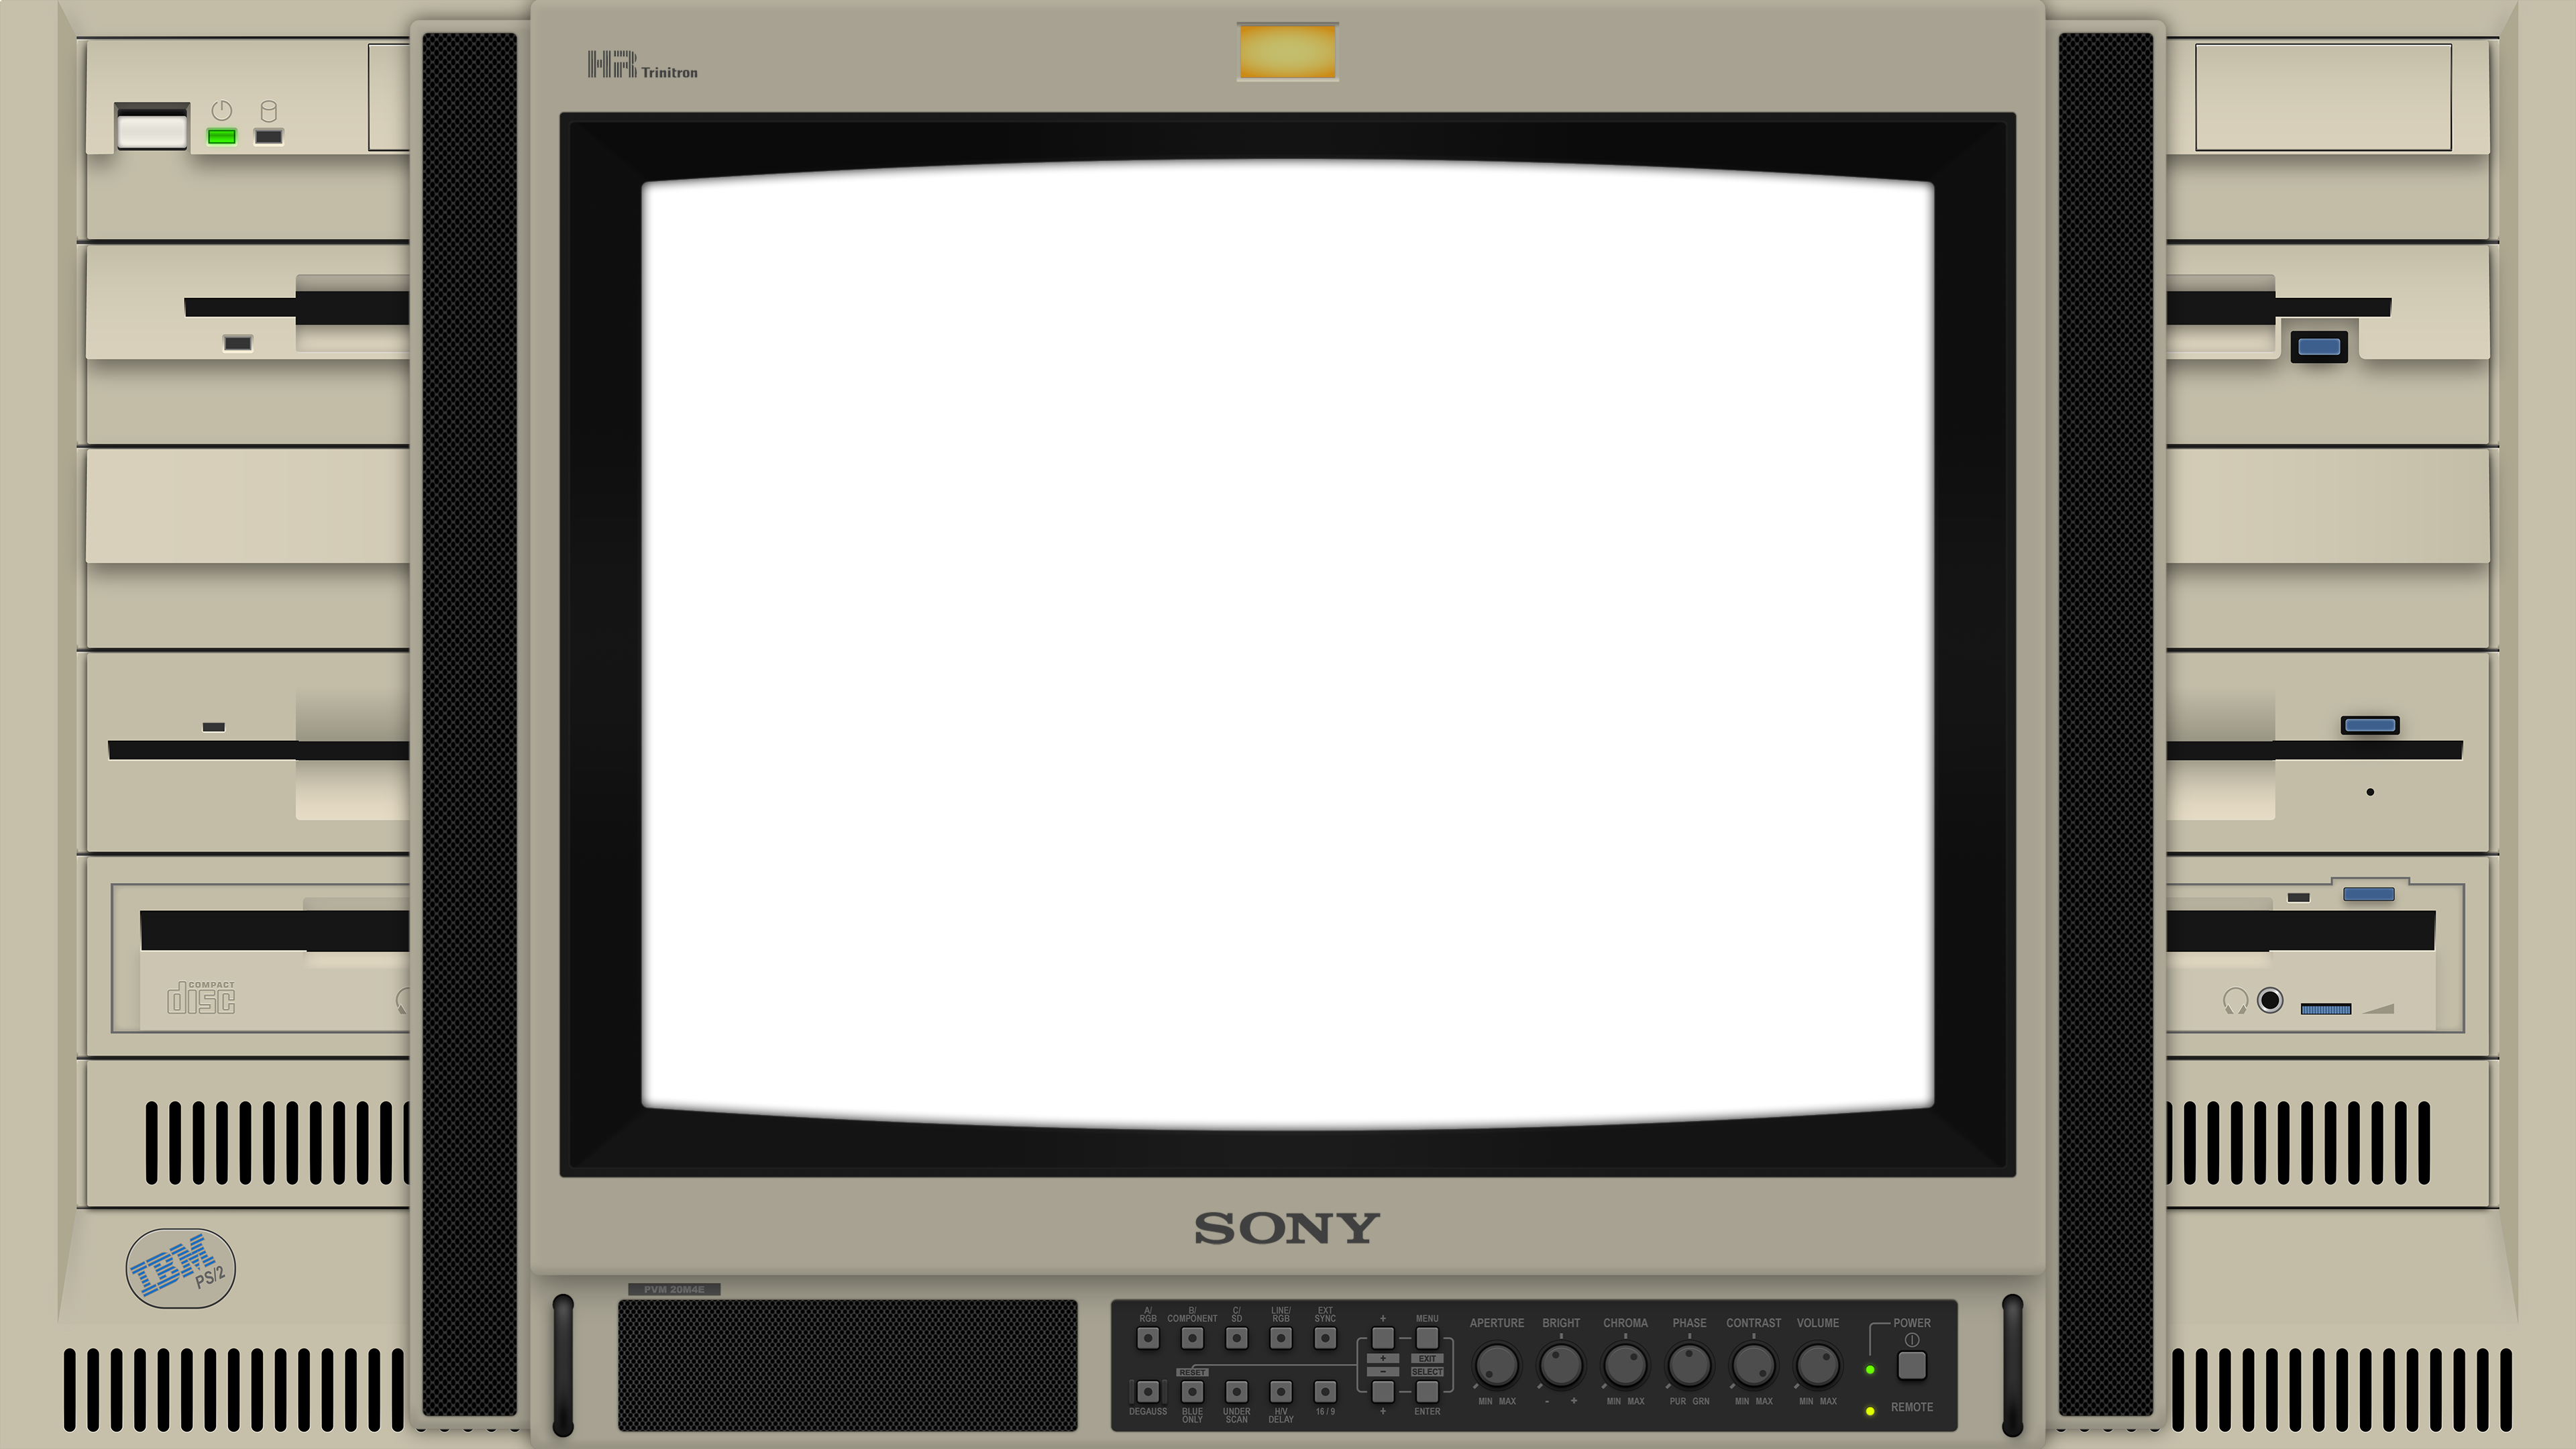 HR Trinitron
COMPACT
disc
SONY
IBM
PS/2
PVM 20M4E
A/
RGB
B/
COMPONENT
C/
SD
LINE/
RGB
EXT
SYNC
+
MENU
+
EXIT
RESET
−
SELECT
DEGAUSS
BLUE
ONLY
UNDER
SCAN
H/V
DELAY
16 / 9
+
ENTER
APERTURE
BRIGHT
CHROMA
PHASE
CONTRAST
VOLUME
MIN MAX
- +
MIN MAX
PUR GRN
MIN MAX
MIN MAX
POWER
REMOTE